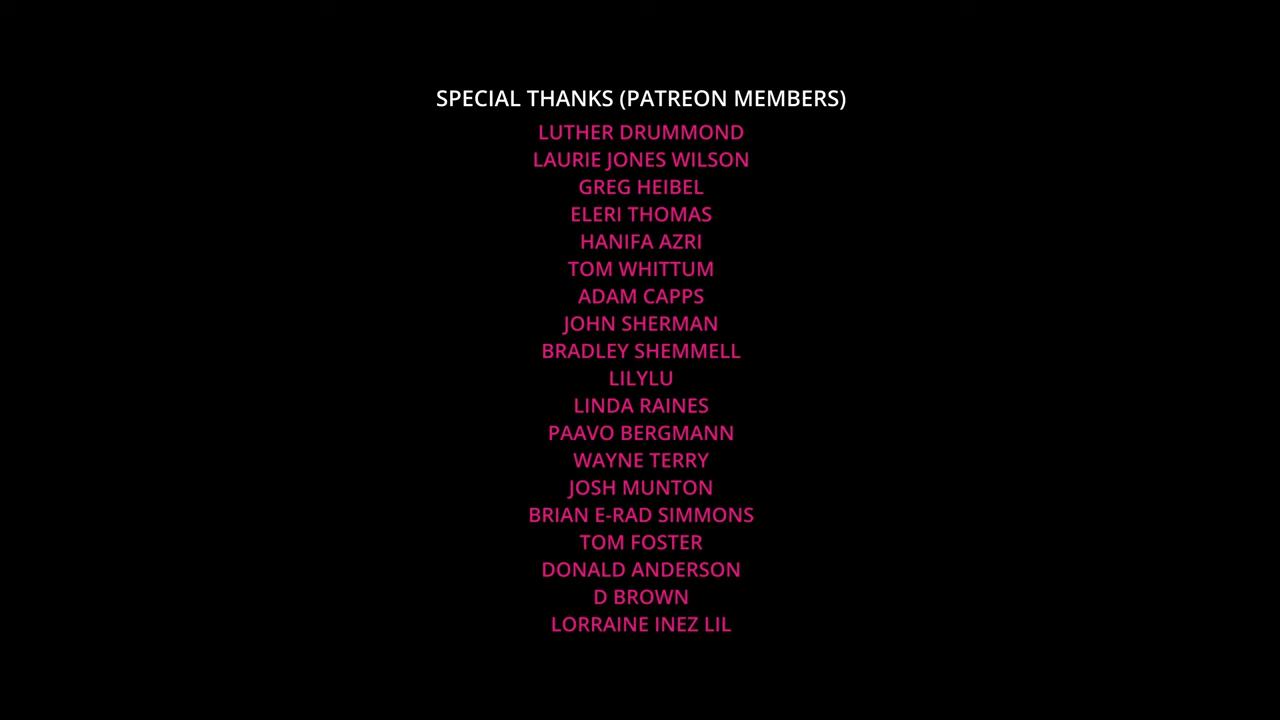 SPECIAL THANKS (PATREON MEMBERS)
LUTHER DRUMMOND
LAURIE JONES WILSON
GREG HEIBEL
ELERI THOMAS
HANIFA AZRI
TOM WHITTUM
ADAM CAPPS
JOHN SHERMAN
BRADLEY SHEMMELL
LILYLU
LINDA RAINES
PAAVO BERGMANN
WAYNE TERRY
JOSH MUNTON
BRIAN E-RAD SIMMONS
TOM FOSTER
DONALD ANDERSON
D BROWN
LORRAINE INEZ LIL